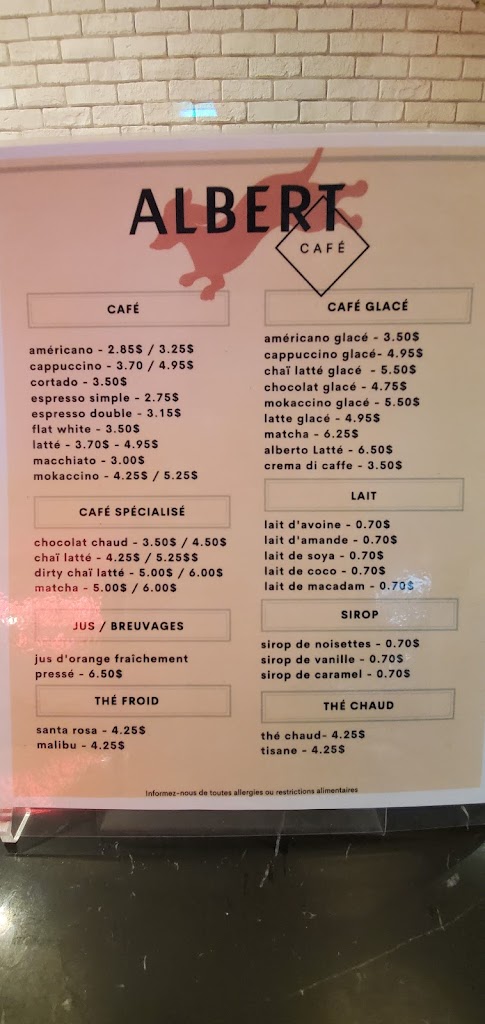 ALBERT
CAFÉ
CAFÉ
américano - 2.85$ / 3.25$
cappuccino - 3.70 / 4.95$
cortado - 3.50$
espresso simple - 2.75$
espresso double - 3.15$
flat white - 3.50$
latté - 3.70$ - 4.95$
macchiato - 3.00$
mokaccino - 4.25$ / 5.25$
CAFÉ SPÉCIALISÉ
chocolat chaud - 3.50$ / 4.50$
chaï latté - 4.25$ / 5.25$$
dirty chaï latté - 5.00$ / 6.00$
matcha - 5.00$ / 6.00$
JUS / BREUVAGES
jus d'orange fraîchement
pressé - 6.50$
THÉ FROID
santa rosa - 4.25$
malibu - 4.25$
CAFÉ GLACÉ
américano glacé - 3.50$
cappuccino glacé- 4.95$
chaï latté glacé - 5.50$
chocolat glacé - 4.75$
mokaccino glacé - 5.50$
latte glacé - 4.95$
matcha - 6.25$
alberto Latté - 6.50$
crema di caffe - 3.50$
LAIT
lait d'avoine - 0.70$
lait d'amande - 0.70$
lait de soya - 0.70$
lait de coco - 0.70$
lait de macadam - 0.70$
SIROP
sirop de noisettes - 0.70$
sirop de vanille - 0.70$
sirop de caramel - 0.70$
THÉ CHAUD
thé chaud- 4.25$
tisane - 4.25$
Informez-nous de toutes allergies ou restrictions alimentaires